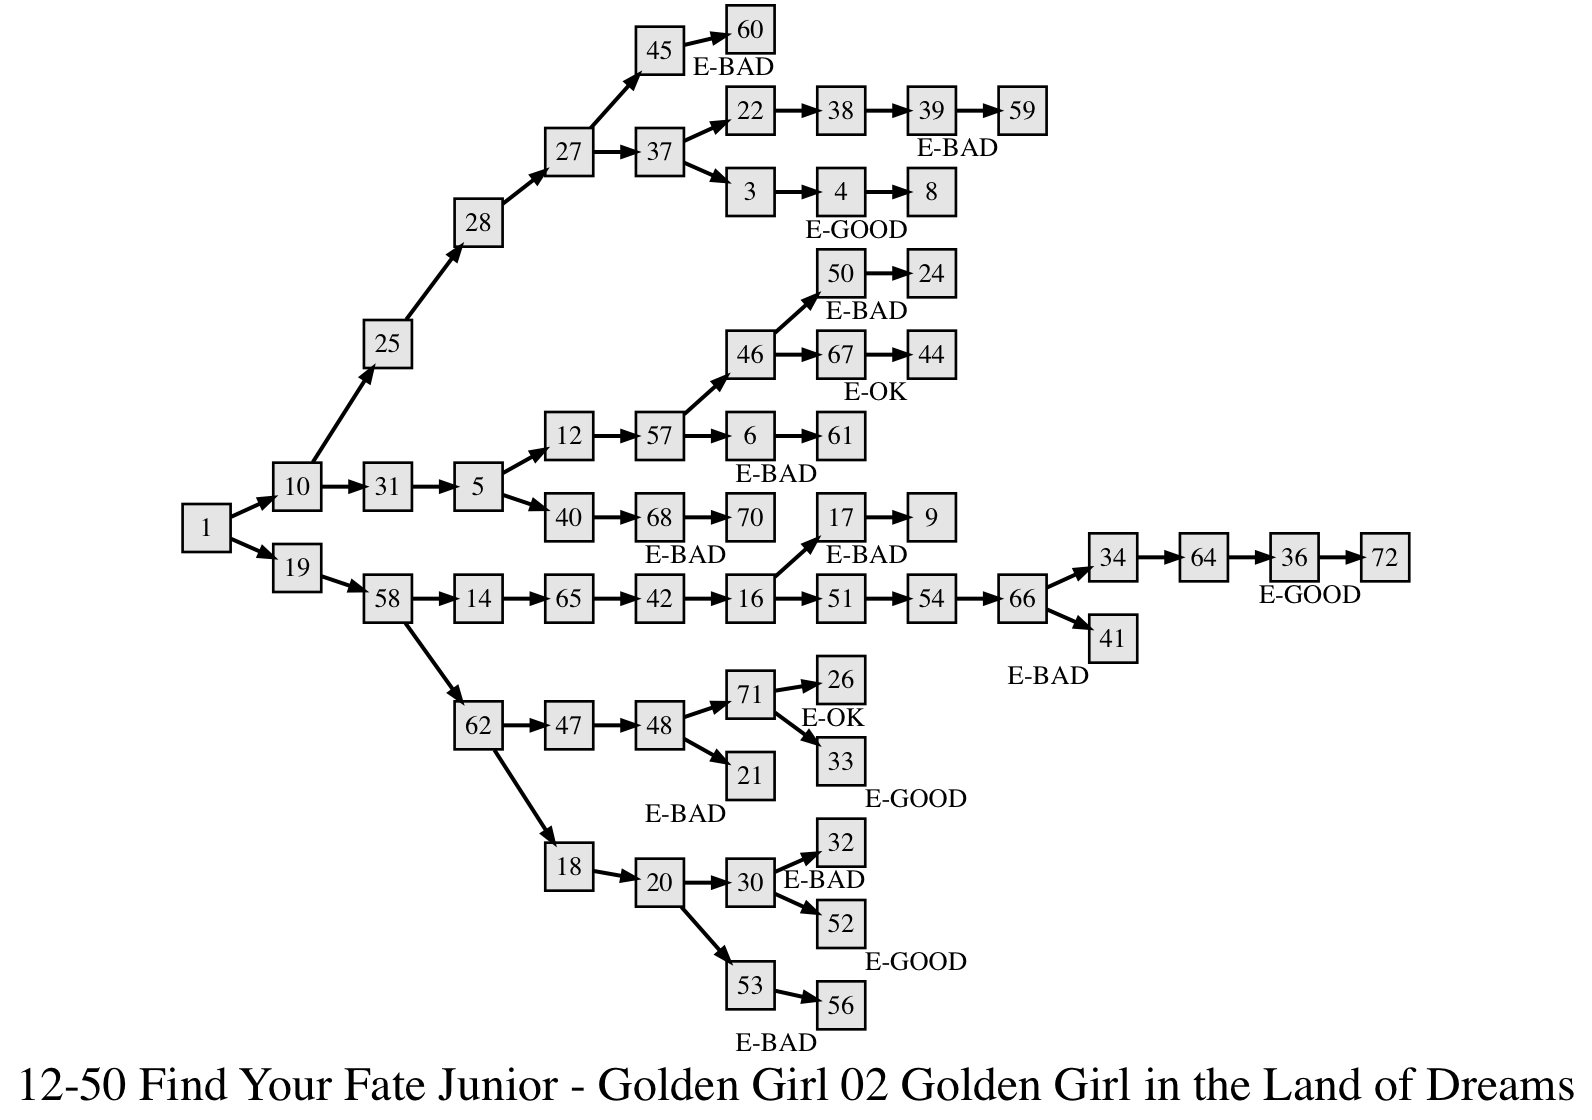 60
45
E-BAD
22 38 39 59
27 37
E-BAD
3 4 8
28
E-GOOD
50 24
E-BAD
25
46 67 44
E-OK
12 57 6 61
E-BAD
10 31 5
40 68 70
17 9
1
E-BAD
E-BAD
34 64 36 72
19
E-GOOD
58 14 65 42 16 51 54 66
41
E-BAD
26
71
E-OK
62 47 48
33
21
E-GOOD
E-BAD
32
18
E-BAD
20 30
52
E-GOOD
53
56
E-BAD
12-50 Find Your Fate Junior - Golden Girl 02 Golden Girl in the Land of Dreams